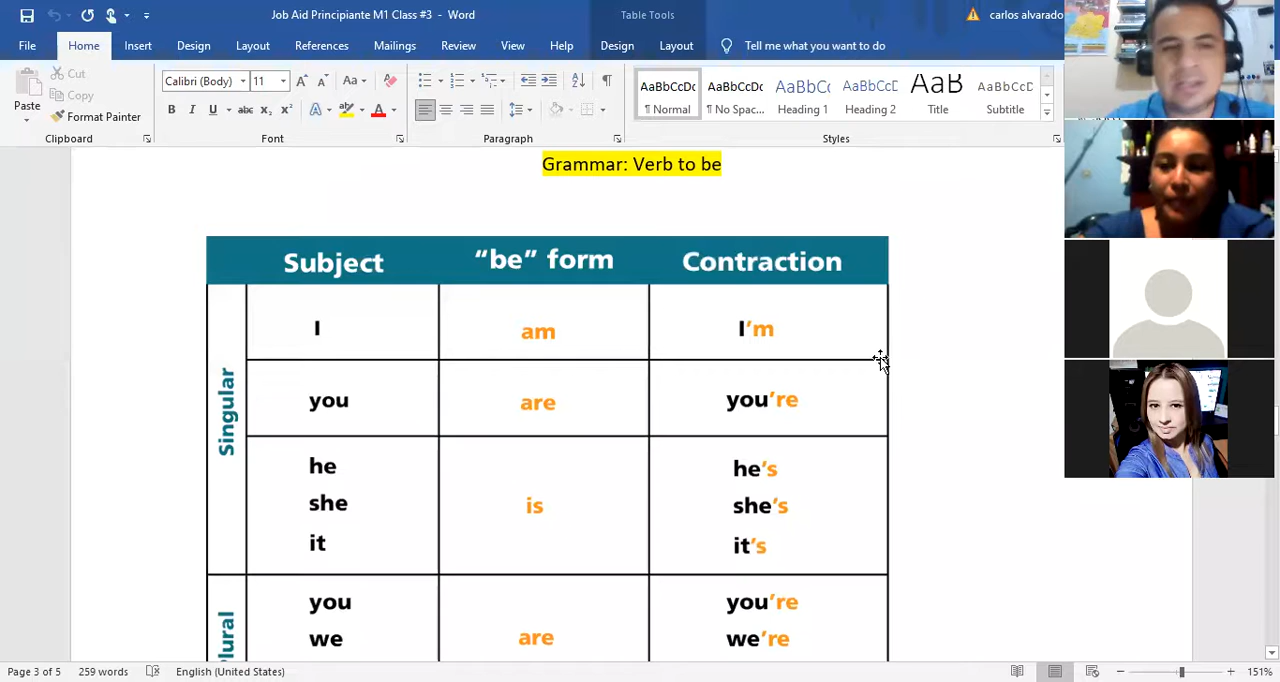 Job Aid Principiante M1 Class #3 - Word
Table Tools
carlos alvarado
File Home Insert Design Layout References Mailings Review View Help Design Layout Tell me what you want to do
Paste
Cut
Copy
Format Painter
Clipboard
Calibri (Body) 11
Font
Paragraph
AaBbCcDc AaBbCcDc AaBbC AaBbCcD AaB AaBbCcD
¶ Normal ¶ No Spac... Heading 1 Heading 2 Title Subtitle
Styles
Grammar: Verb to be
Subject "be" form Contraction
Singular
I am I'm
you are you're
he he's
she is she's
it it's
you you're
we are we're
Page 3 of 5 259 words English (United States) 151%